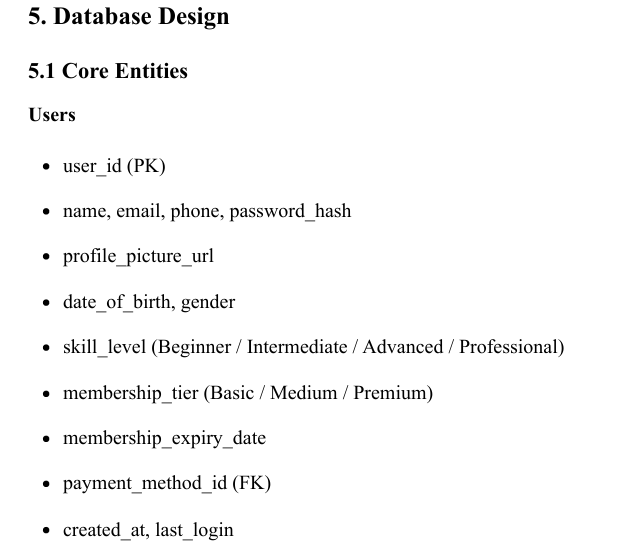 5. Database Design
5.1 Core Entities
Users
• user_id (PK)
• name, email, phone, password_hash
• profile_picture_url
• date_of_birth, gender
• skill_level (Beginner / Intermediate / Advanced / Professional)
• membership_tier (Basic / Medium / Premium)
• membership_expiry_date
• payment_method_id (FK)
• created_at, last_login